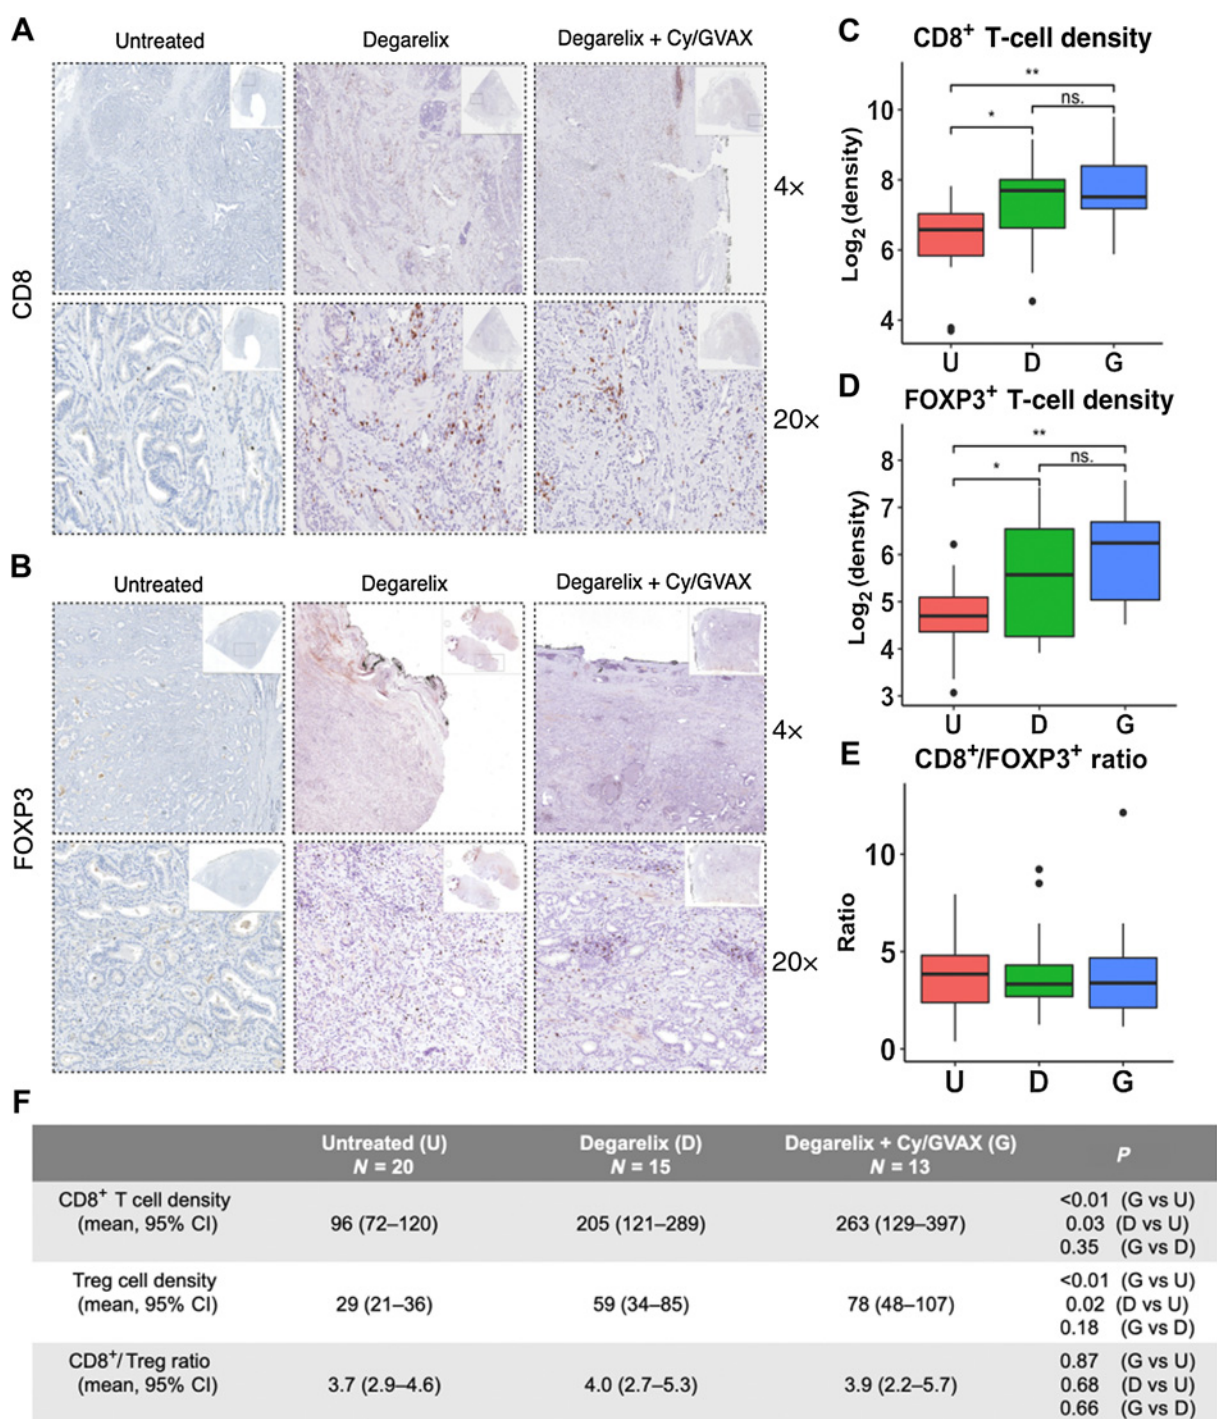 A
Untreated
Degarelix
Degarelix + Cy/GVAX
CD8
4×
20×
B
Untreated
Degarelix
Degarelix + Cy/GVAX
FOXP3
4×
20×
C
CD8⁺ T-cell density
Log₂ (density)
10
8
6
4
**
*
ns.
U D G
D
FOXP3⁺ T-cell density
Log₂ (density)
8
7
6
5
4
3
**
*
ns.
U D G
E
CD8⁺/FOXP3⁺ ratio
Ratio
10
5
0
U D G
F
Untreated (U) Degarelix (D) Degarelix + Cy/GVAX (G) P
N = 20 N = 15 N = 13
CD8⁺ T cell density <0.01 (G vs U)
(mean, 95% CI) 96 (72–120) 205 (121–289) 263 (129–397) 0.03 (D vs U)
0.35 (G vs D)
Treg cell density <0.01 (G vs U)
(mean, 95% CI) 29 (21–36) 59 (34–85) 78 (48–107) 0.02 (D vs U)
0.18 (G vs D)
CD8⁺/Treg ratio 0.87 (G vs U)
(mean, 95% CI) 3.7 (2.9–4.6) 4.0 (2.7–5.3) 3.9 (2.2–5.7) 0.68 (D vs U)
0.66 (G vs D)